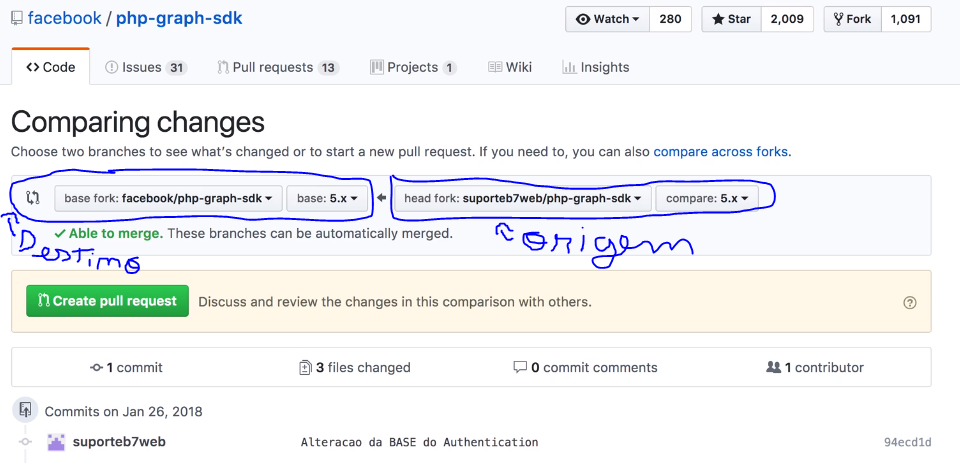 facebook / php-graph-sdk
Watch 280 Star 2,009 Fork 1,091
Code Issues 31 Pull requests 13 Projects 1 Wiki Insights
Comparing changes
Choose two branches to see what's changed or to start a new pull request. If you need to, you can also compare across forks.
base fork: facebook/php-graph-sdk base: 5.x head fork: suporteb7web/php-graph-sdk compare: 5.x
Able to merge. These branches can be automatically merged.
Destino
origem
Create pull request Discuss and review the changes in this comparison with others.
1 commit 3 files changed 0 commit comments 1 contributor
Commits on Jan 26, 2018
suporteb7web Alteracao da BASE do Authentication 94ecd1d